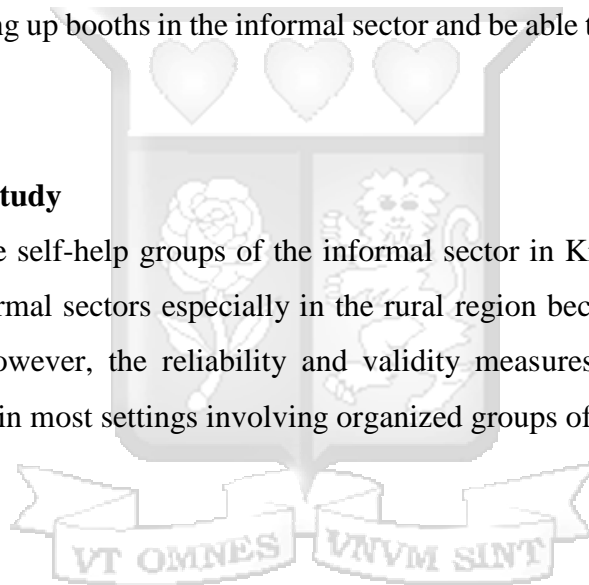 ng up booths in the informal sector and be able t
tudy
e self-help groups of the informal sector in K
rmal sectors especially in the rural region bec
owever, the reliability and validity measures
in most settings involving organized groups of
VT OMNES VNVM SINT